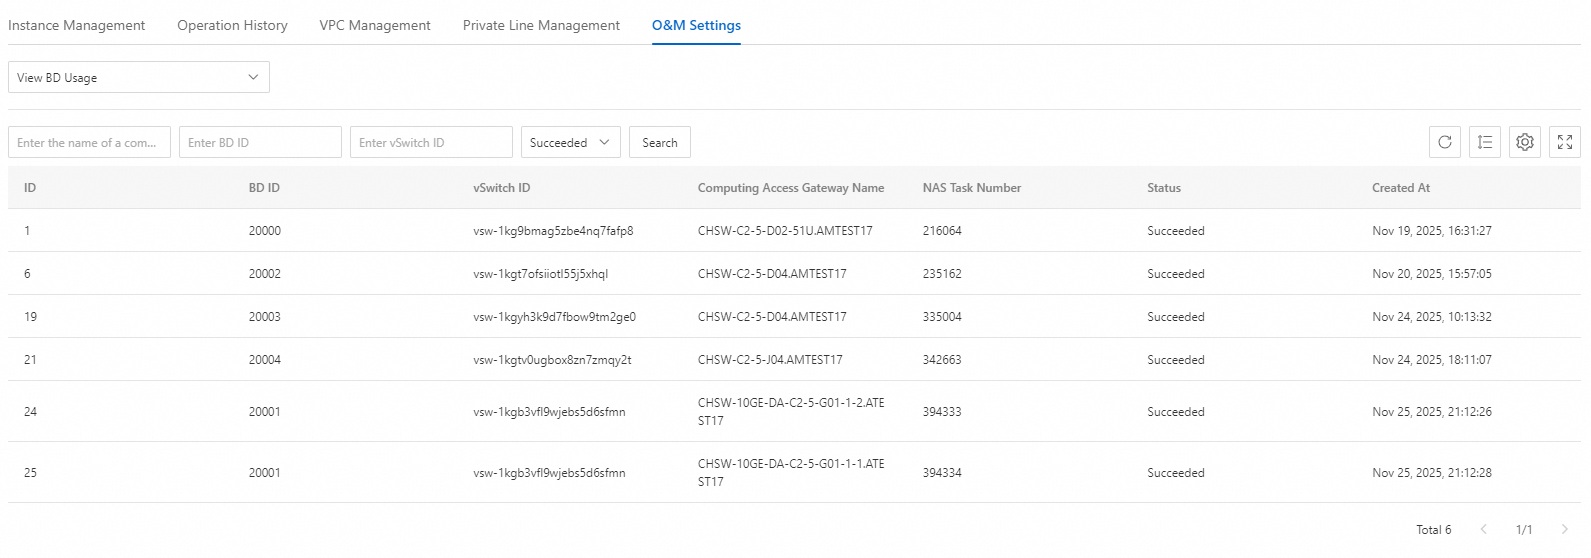 Instance Management Operation History VPC Management Private Line Management O&M Settings
View BD Usage
Enter the name of a com... Enter BD ID Enter vSwitch ID Succeeded Search
ID BD ID vSwitch ID Computing Access Gateway Name NAS Task Number Status Created At
1 20000 vsw-1kg9bmag5zbe4nq7fafp8 CHSW-C2-5-D02-51U.AMTEST17 216064 Succeeded Nov 19, 2025, 16:31:27
6 20002 vsw-1kgt7ofsiiotl55j5xhql CHSW-C2-5-D04.AMTEST17 235162 Succeeded Nov 20, 2025, 15:57:05
19 20003 vsw-1kgyh3k9d7fbow9tm2ge0 CHSW-C2-5-D04.AMTEST17 335004 Succeeded Nov 24, 2025, 10:13:32
21 20004 vsw-1kgtv0ugbox8zn7zmqy2t CHSW-C2-5-J04.AMTEST17 342663 Succeeded Nov 24, 2025, 18:11:07
24 20001 vsw-1kgb3vfl9wjebs5d6sfmn CHSW-10GE-DA-C2-5-G01-1-2.ATE 394333 Succeeded Nov 25, 2025, 21:12:26
ST17
25 20001 vsw-1kgb3vfl9wjebs5d6sfmn CHSW-10GE-DA-C2-5-G01-1-1.ATE 394334 Succeeded Nov 25, 2025, 21:12:28
ST17
Total 6 1/1